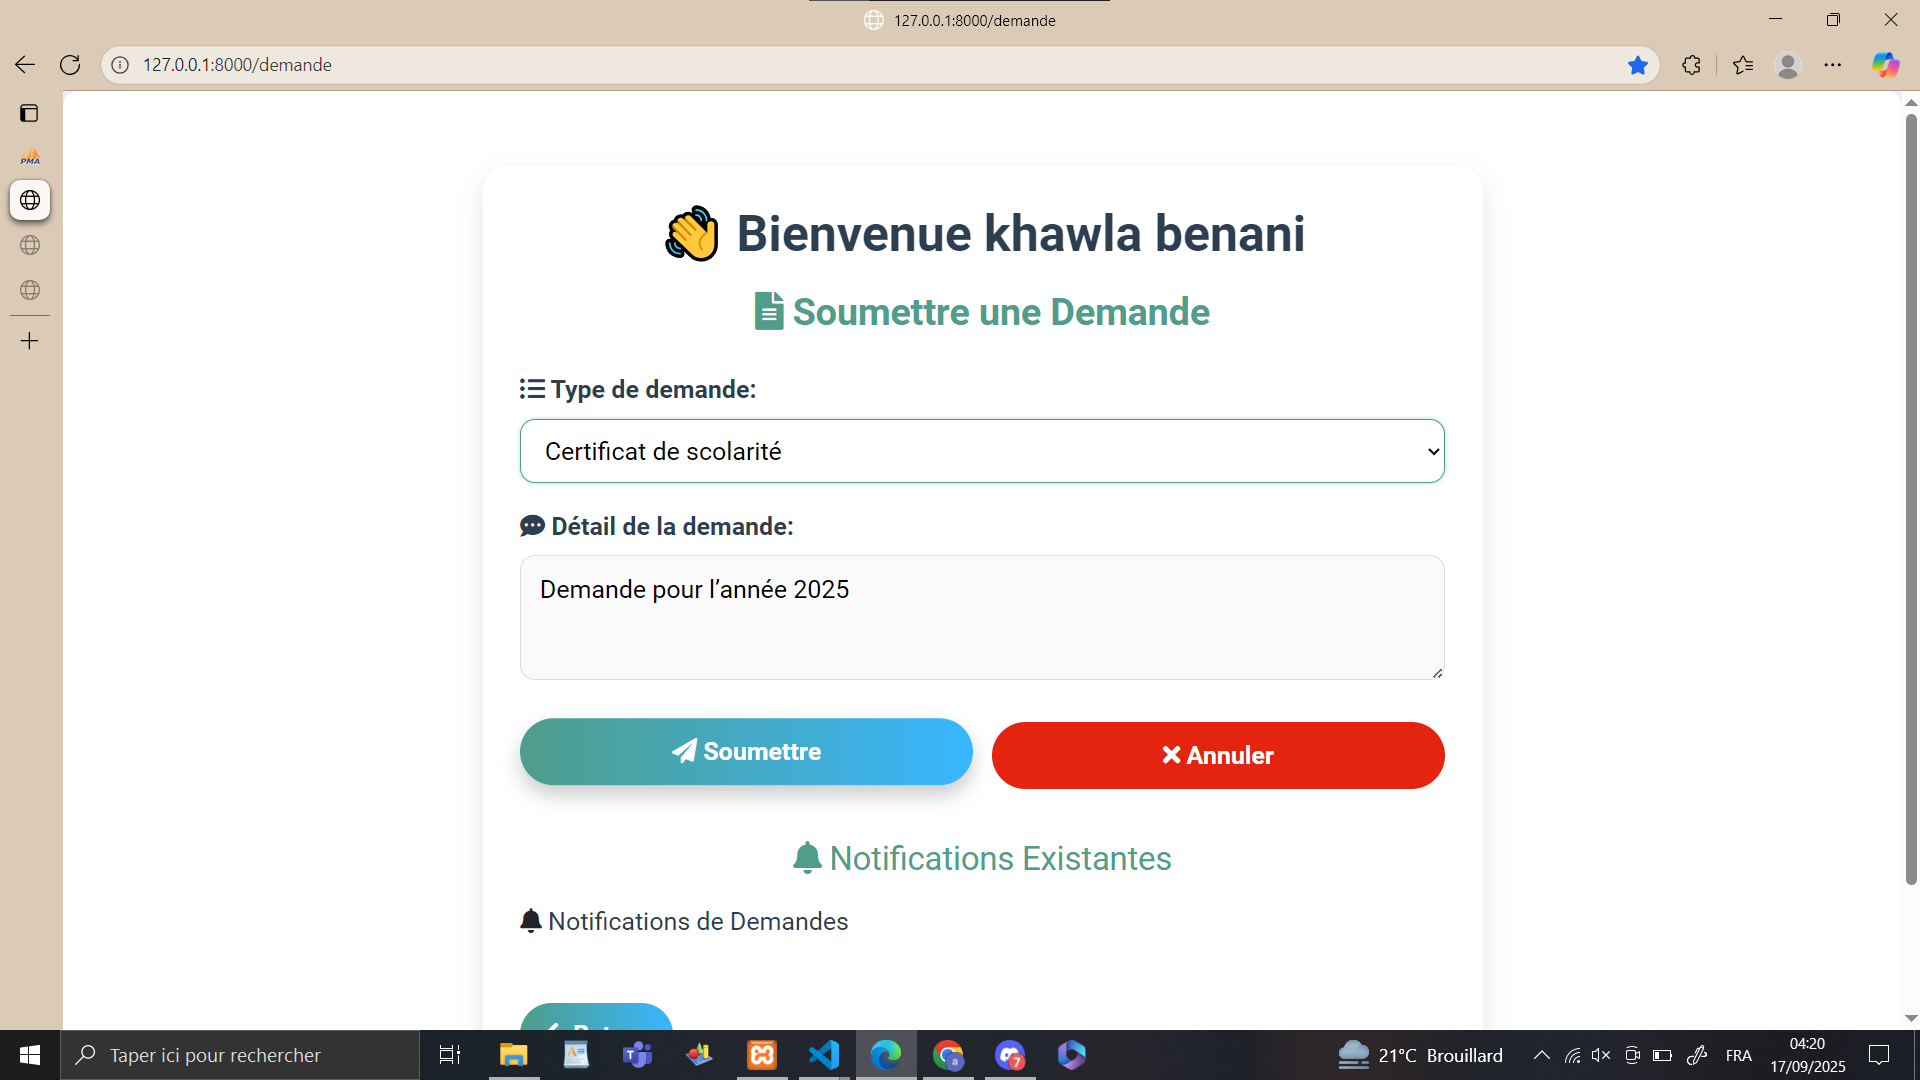 127.0.0.1:8000/demande
127.0.0.1:8000/demande
PMA
Bienvenue khawla benani
Soumettre une Demande
Type de demande:
Certificat de scolarité
Détail de la demande:
Demande pour l’année 2025
Soumettre
Annuler
Notifications Existantes
Notifications de Demandes
Taper ici pour rechercher
7
21°C Brouillard
FRA
04:20
17/09/2025